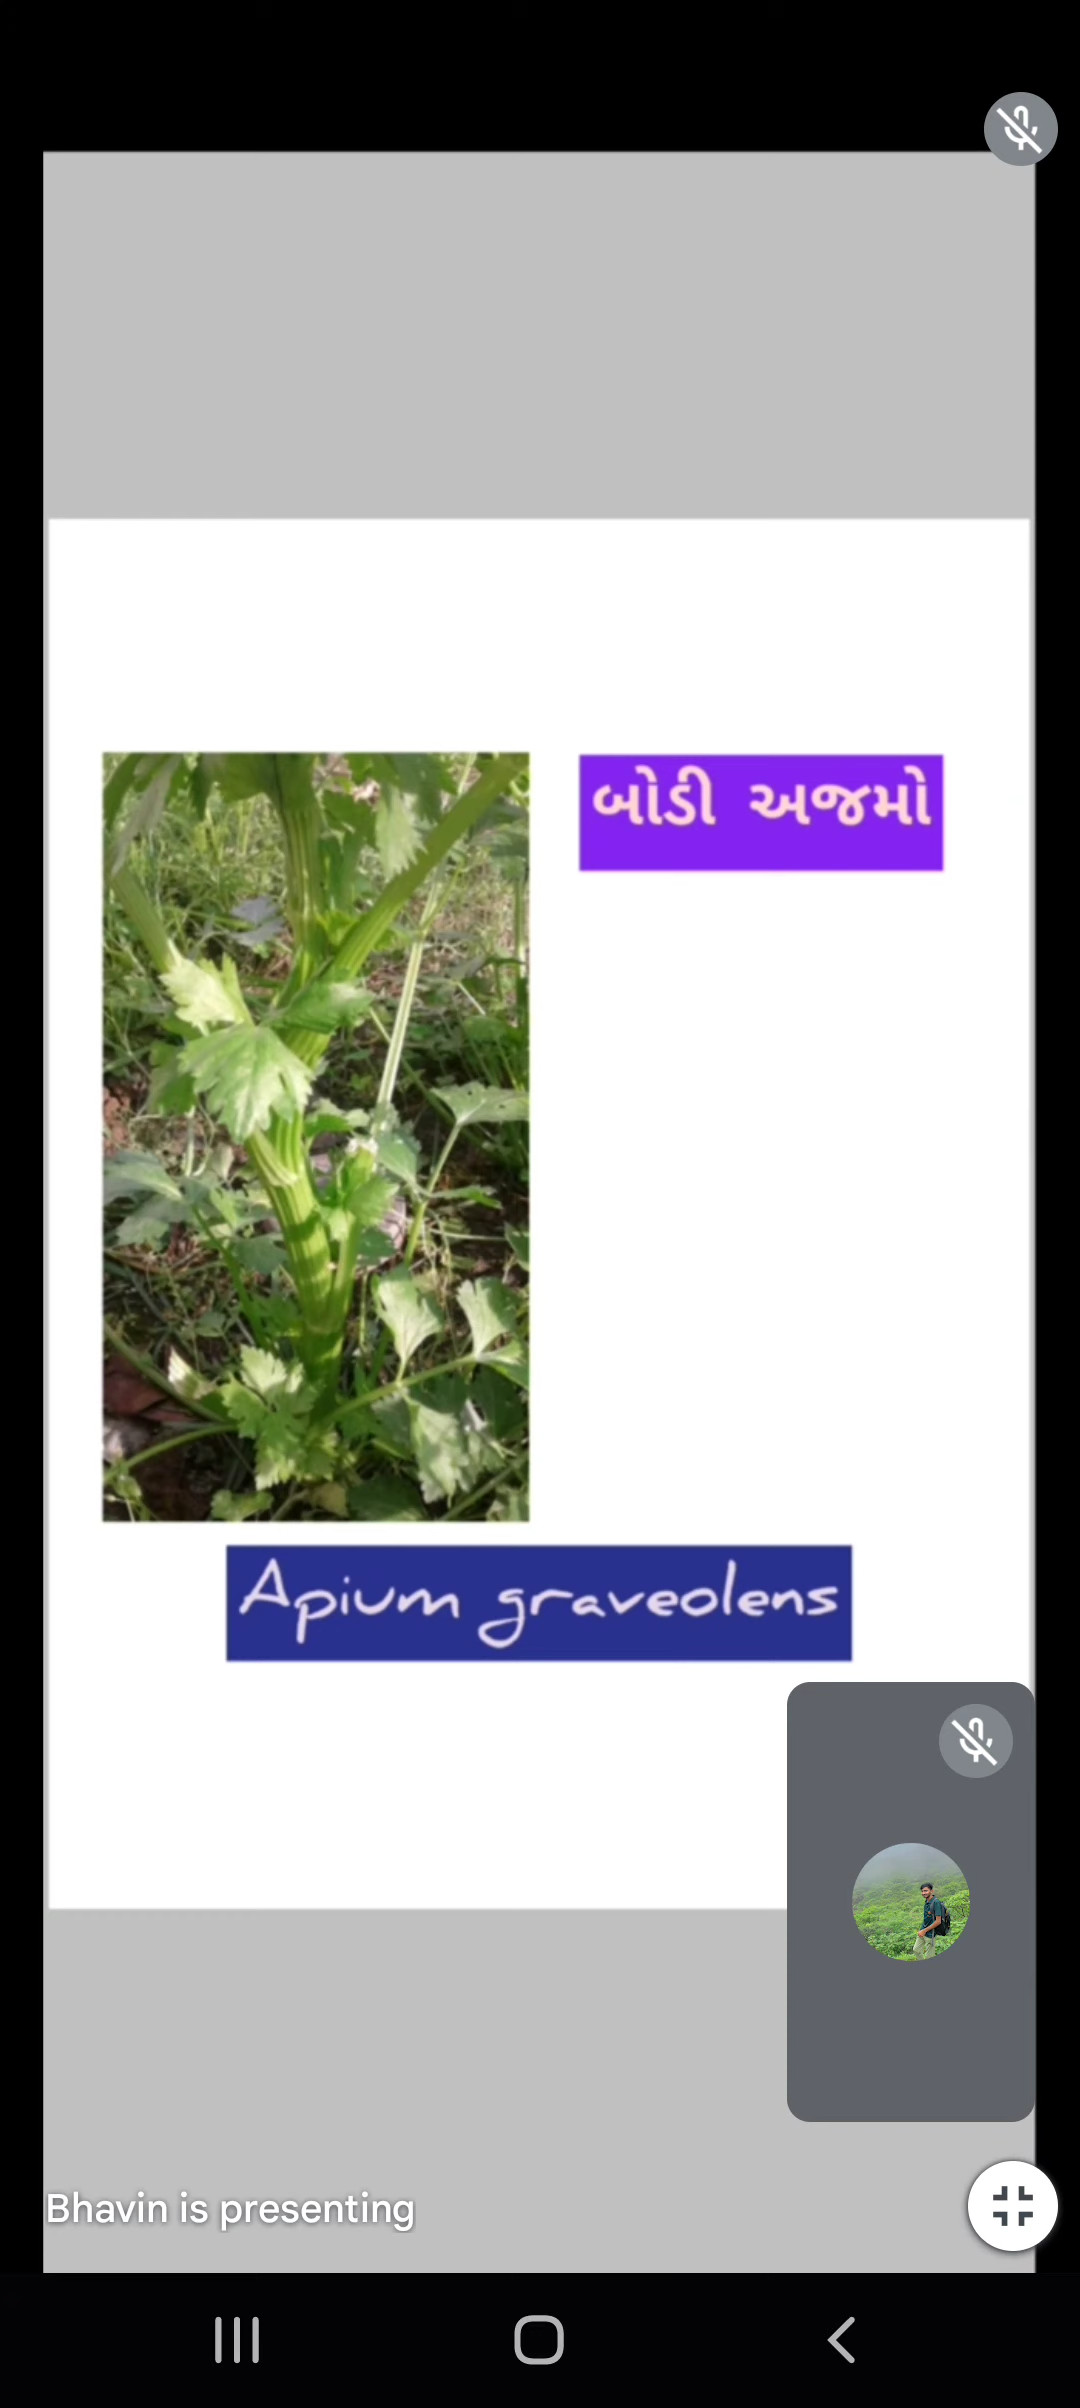 બોડી અજમો
Apium graveolens
Bhavin is presenting